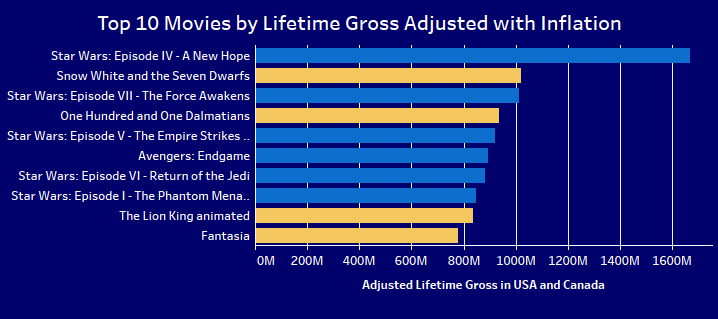 Top 10 Movies by Lifetime Gross Adjusted with Inflation
Star Wars: Episode IV - A New Hope
Snow White and the Seven Dwarfs
Star Wars: Episode VII - The Force Awakens
One Hundred and One Dalmatians
Star Wars: Episode V - The Empire Strikes ..
Avengers: Endgame
Star Wars: Episode VI - Return of the Jedi
Star Wars: Episode I - The Phantom Mena..
The Lion King animated
Fantasia
0M 200M 400M 600M 800M 1000M 1200M 1400M 1600M
Adjusted Lifetime Gross in USA and Canada